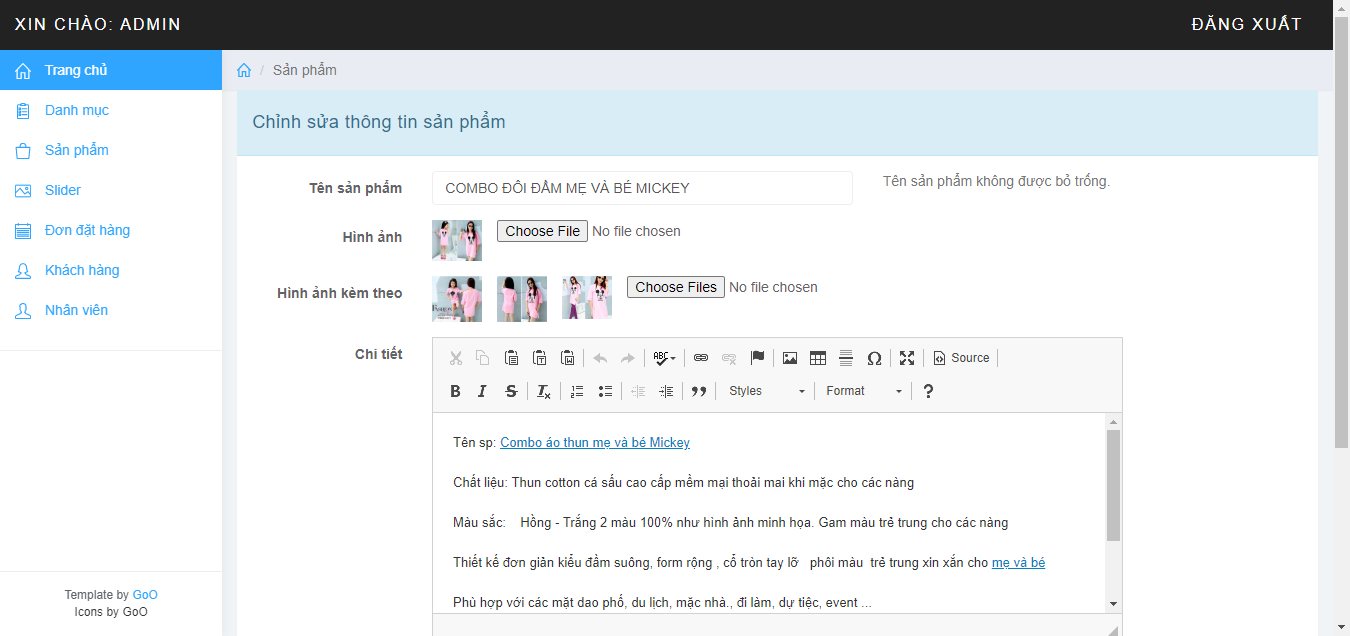 XIN CHÀO: ADMIN
ĐĂNG XUẤT
Trang chủ
Danh mục
Sản phẩm
Slider
Đơn đặt hàng
Khách hàng
Nhân viên
Template by GoO
Icons by GoO
/ Sản phẩm
Chỉnh sửa thông tin sản phẩm
Tên sản phẩm COMBO ĐÔI ĐẦM MẸ VÀ BÉ MICKEY Tên sản phẩm không được bỏ trống.
Hình ảnh Choose File No file chosen
Hình ảnh kèm theo Choose Files No file chosen
Chi tiết
ABC Source
B I S Ix Styles Format ?
Tên sp: Combo áo thun mẹ và bé Mickey
Chất liệu: Thun cotton cá sấu cao cấp mềm mại thoải mai khi mặc cho các nàng
Màu sắc: Hồng - Trắng 2 màu 100% như hình ảnh minh họa. Gam màu trẻ trung cho các nàng
Thiết kế đơn giản kiểu đầm suông, form rộng , cổ tròn tay lỡ phôi màu trẻ trung xin xắn cho mẹ và bé
Phù hợp với các mặt dao phố, du lịch, mặc nhà., đi làm, dự tiệc, event ...